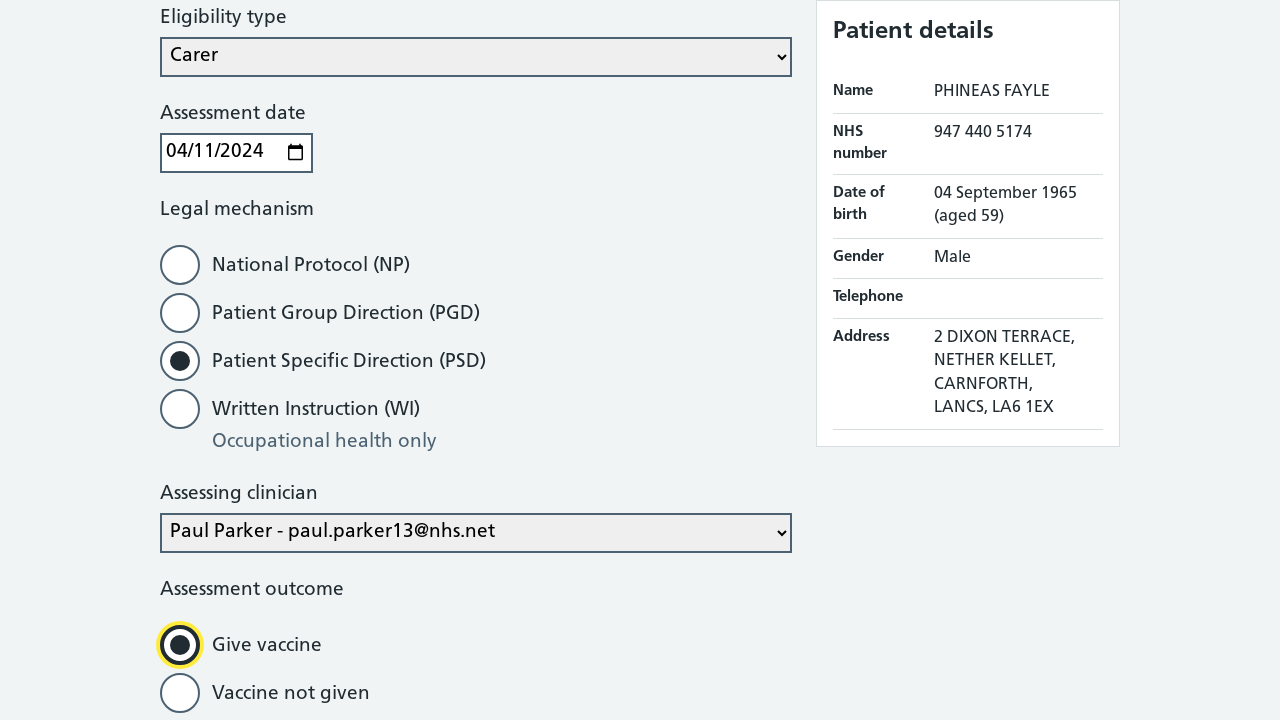 Eligibility type
Carer
Assessment date
04/11/2024
Legal mechanism
National Protocol (NP)
Patient Group Direction (PGD)
Patient Specific Direction (PSD)
Written Instruction (WI)
Occupational health only
Assessing clinician
Paul Parker - paul.parker13@nhs.net
Assessment outcome
Give vaccine
Vaccine not given
Patient details
Name PHINEAS FAYLE
NHS number 947 440 5174
Date of birth 04 September 1965 (aged 59)
Gender Male
Telephone
Address 2 DIXON TERRACE,
NETHER KELLET,
CARNFORTH,
LANCS, LA6 1EX